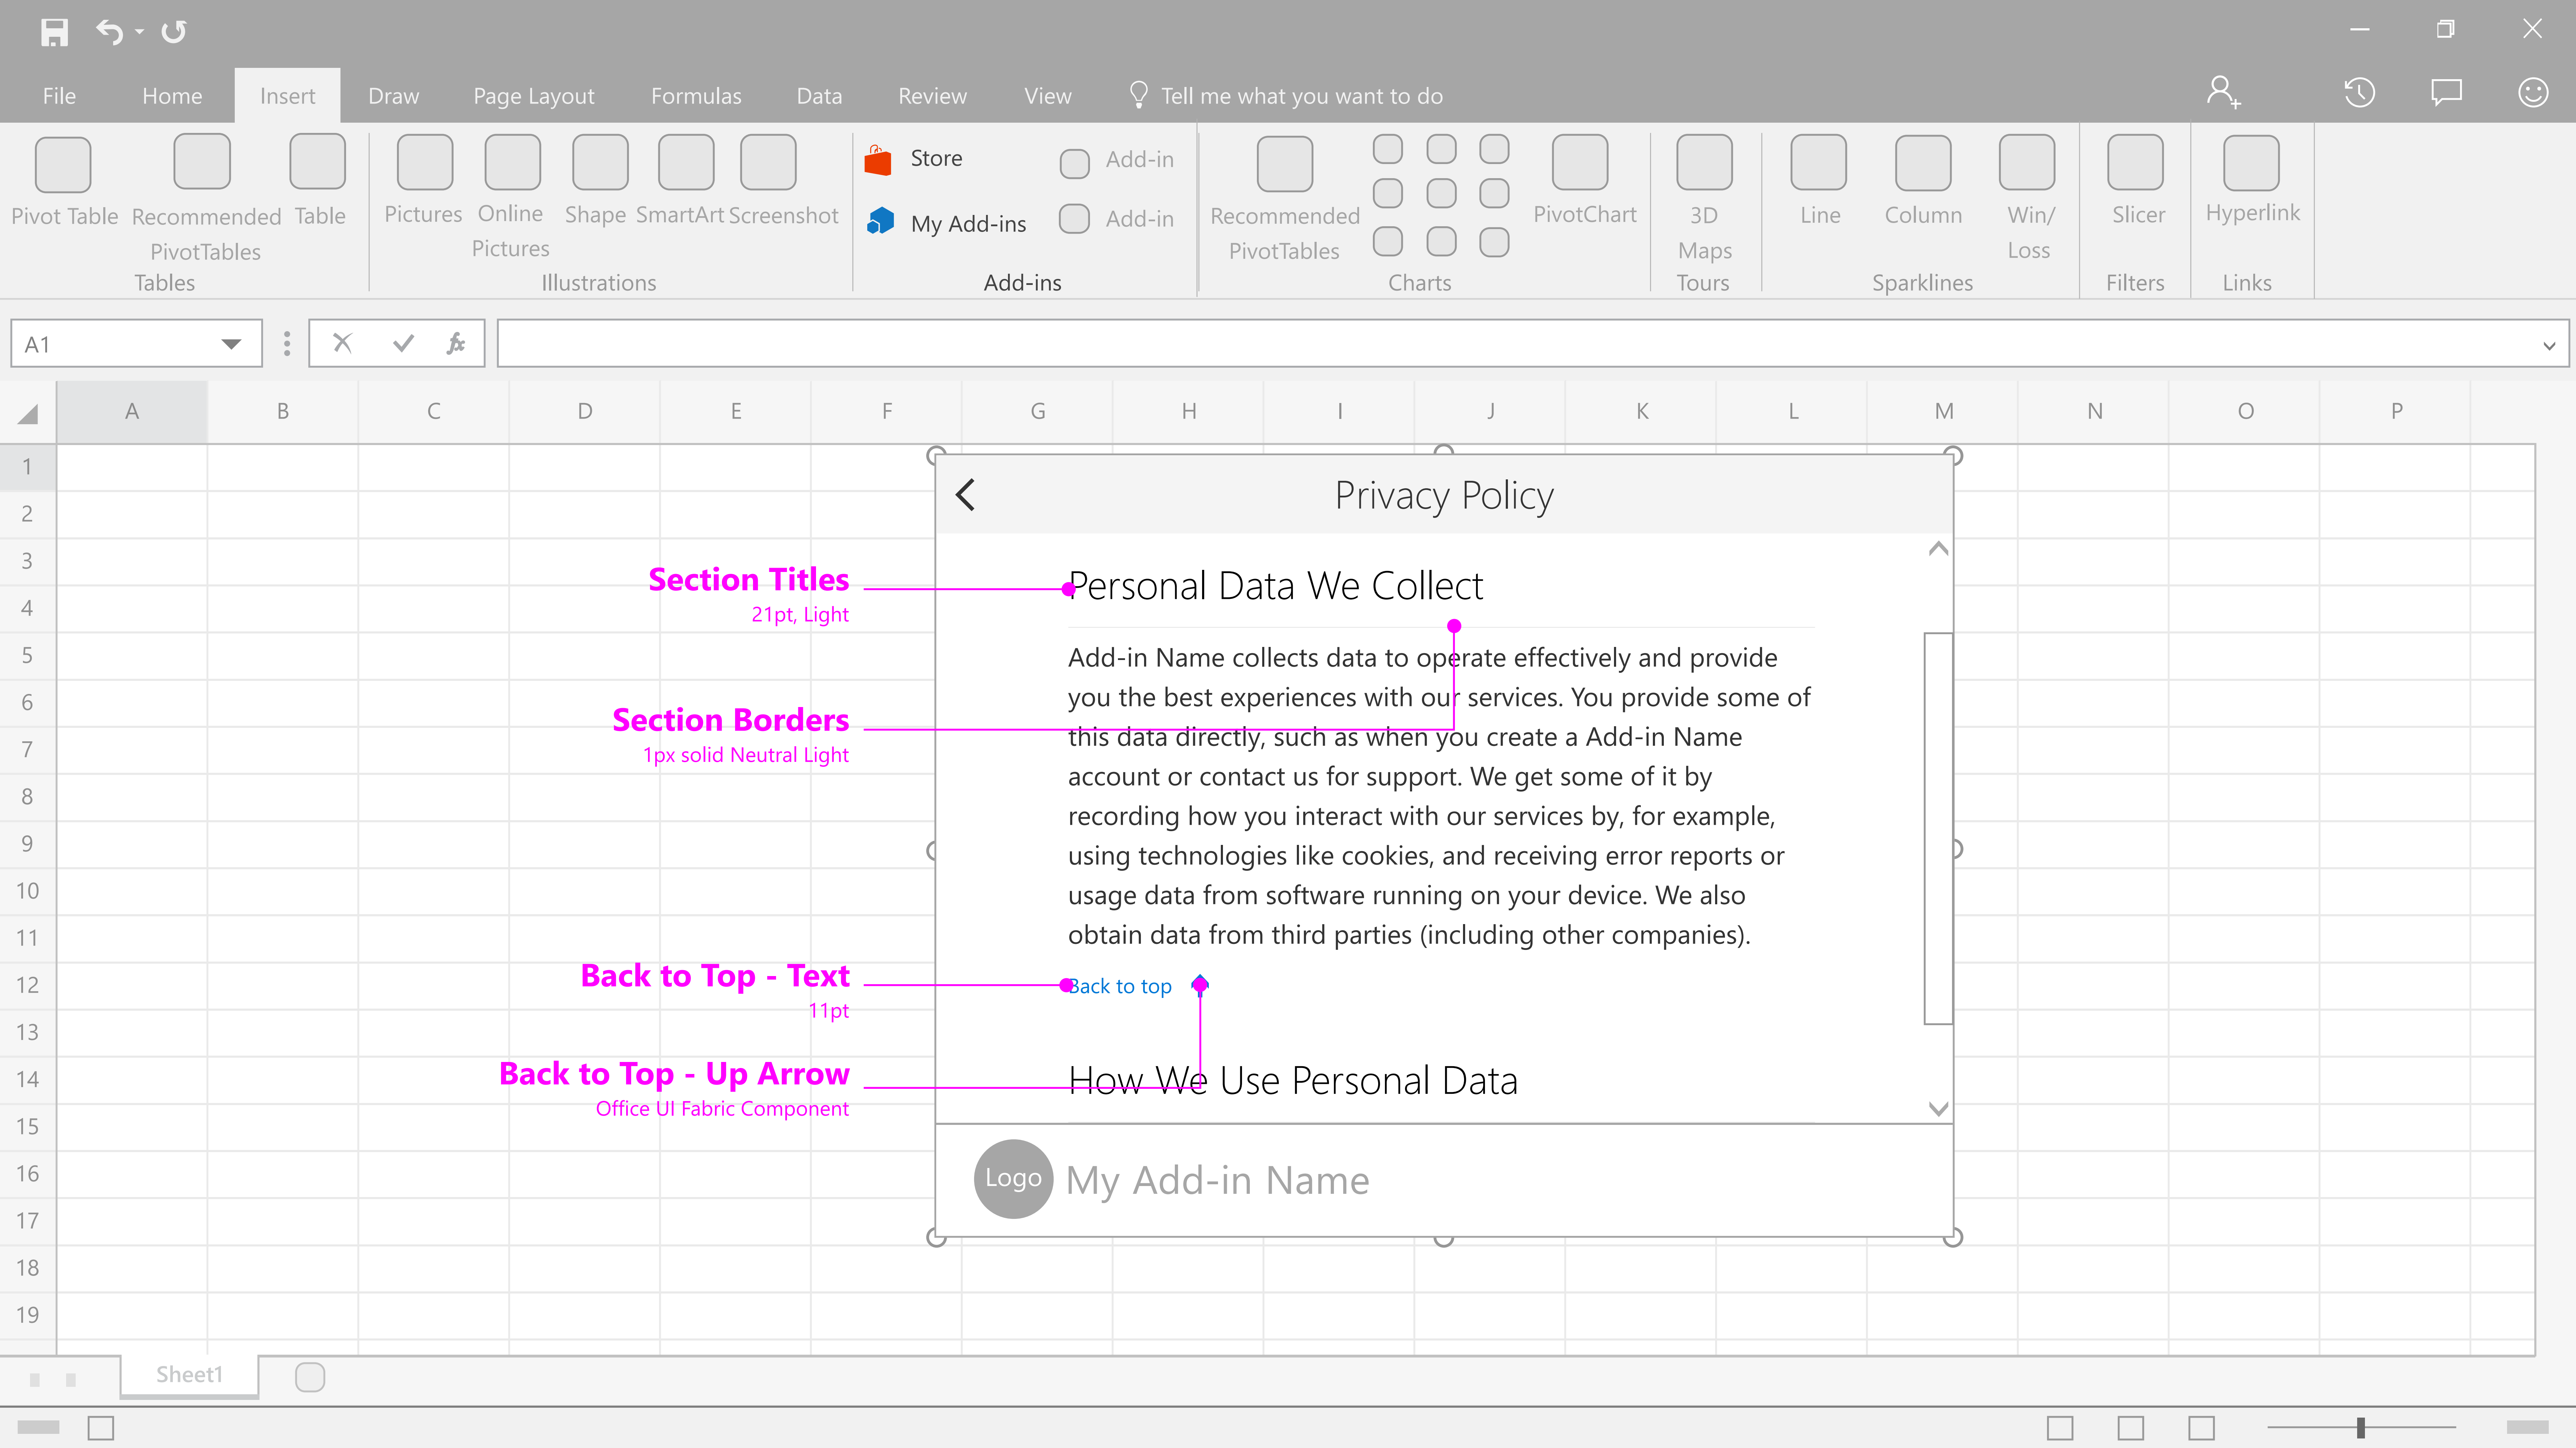 File
Home
Insert
Draw
Page Layout
Formulas
Data
Review
View
Tell me what you want to do
Pivot Table
Recommended
PivotTables
Table
Tables
Pictures
Online
Pictures
Shape
SmartArt
Screenshot
Illustrations
Store
My Add-ins
Add-in
Add-in
Add-ins
Recommended
PivotTables
PivotChart
Charts
3D
Maps
Tours
Line
Column
Win/
Loss
Sparklines
Slicer
Filters
Hyperlink
Links
A1
fx
A B C D E F G H I J K L M N O P
1
2
3
4
5
6
7
8
9
10
11
12
13
14
15
16
17
18
19
Section Titles
21pt, Light
Section Borders
1px solid Neutral Light
Back to Top - Text
11pt
Back to Top - Up Arrow
Office UI Fabric Component
Privacy Policy
Personal Data We Collect
Add-in Name collects data to operate effectively and provide
you the best experiences with our services. You provide some of
this data directly, such as when you create a Add-in Name
account or contact us for support. We get some of it by
recording how you interact with our services by, for example,
using technologies like cookies, and receiving error reports or
usage data from software running on your device. We also
obtain data from third parties (including other companies).
Back to top
How We Use Personal Data
Logo
My Add-in Name
Sheet1